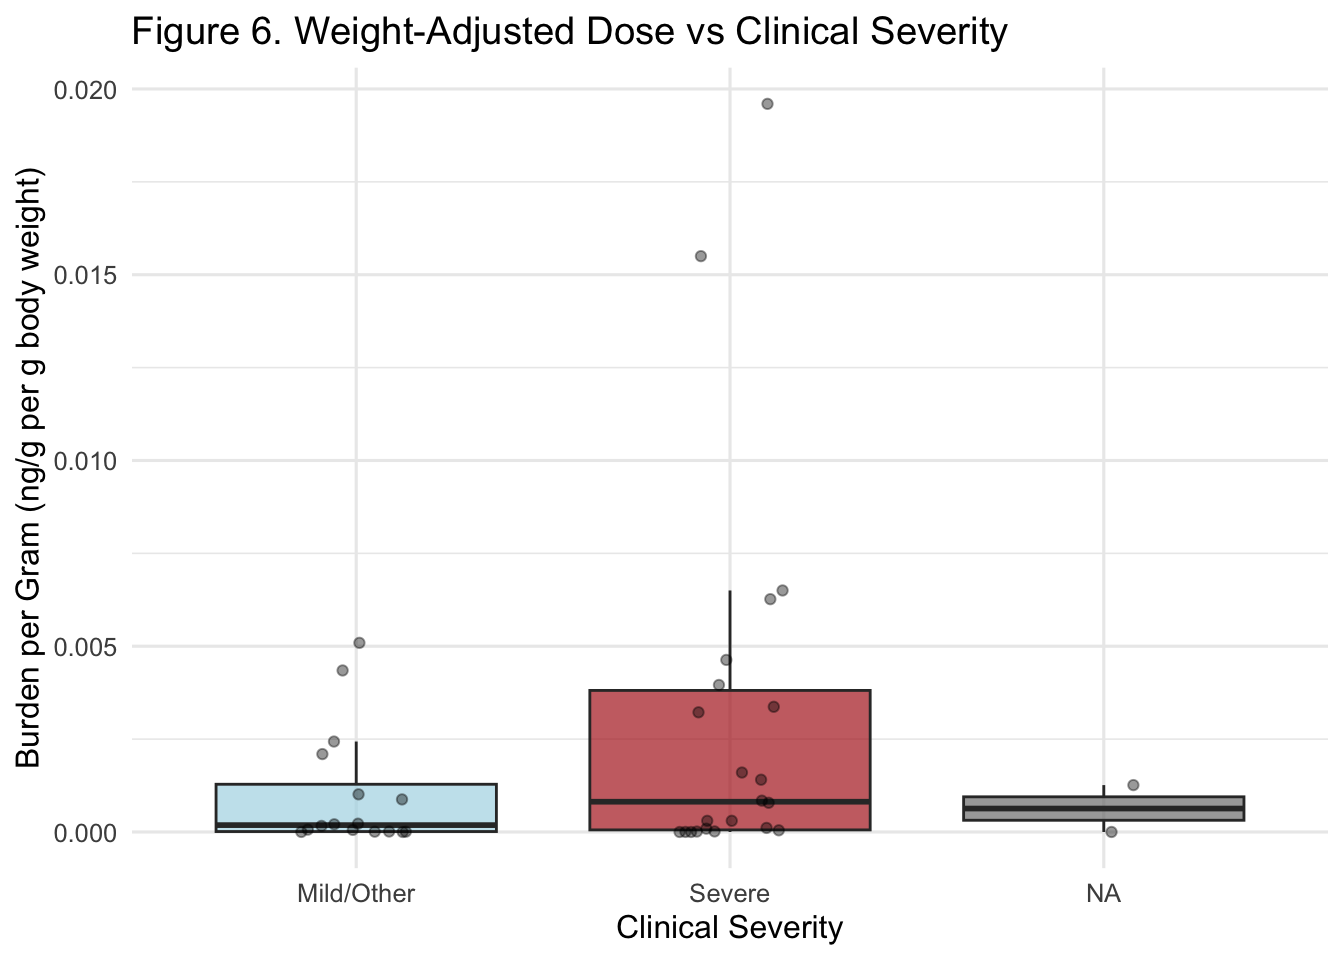 Figure 6. Weight-Adjusted Dose vs Clinical Severity
Burden per Gram (ng/g per g body weight)
0.020
0.015
0.010
0.005
0.000
Mild/Other
Severe
NA
Clinical Severity